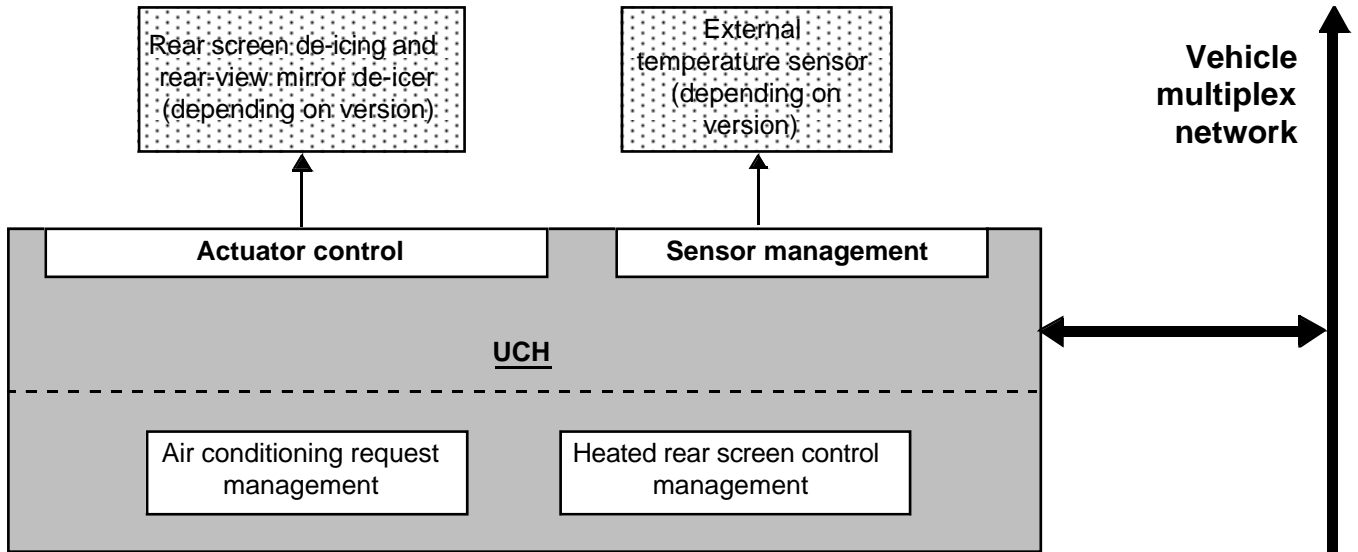 Rear screen de-icing and
rear-view mirror de-icer
(depending on version)
External
temperature sensor
(depending on
version)
Vehicle
multiplex
network
Actuator control
Sensor management
UCH
Air conditioning request
management
Heated rear screen control
management